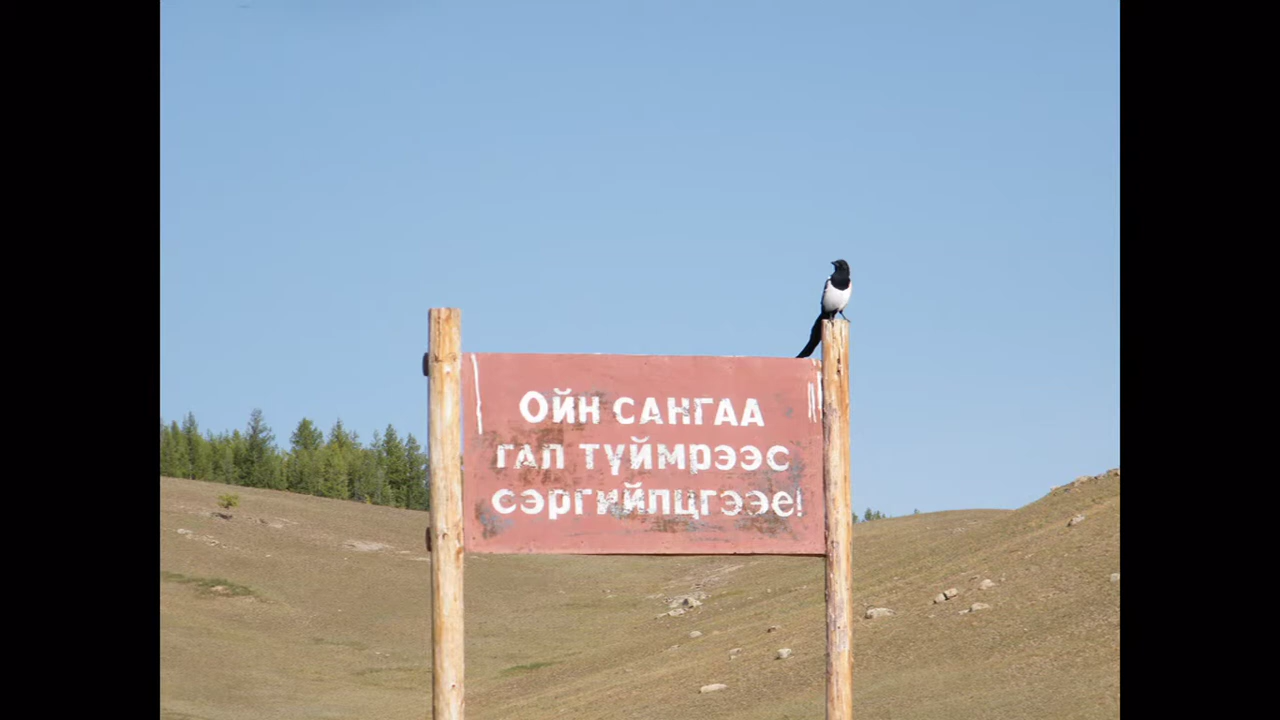 Ойн сангаа
гал түймрээс
сэргийлцгээе!